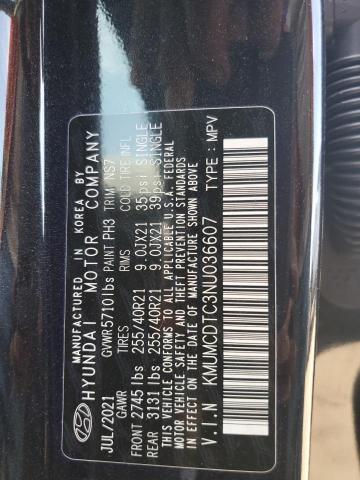 MANUFACTURED IN KOREA BY
HYUNDAI MOTOR COMPANY
JUL/2021 GVWR 5710lbs PAINT PH3 TRIM NS7
GAWR TIRES RIMS COLD TIRE INFL
FRONT 2745 lbs 255/40R21 9.0JX21 35psi SINGLE
REAR 3131 lbs 255/40R21 9.0JX21 39psi SINGLE
THIS VEHICLE CONFORMS TO ALL APPLICABLE U.S.A. FEDERAL
MOTOR VEHICLE SAFETY AND THEFT PREVENTION STANDARDS
IN EFFECT ON THE DATE OF MANUFACTURE SHOWN ABOVE
V.I.N KMUMCDTC3NU036607 TYPE: MPV